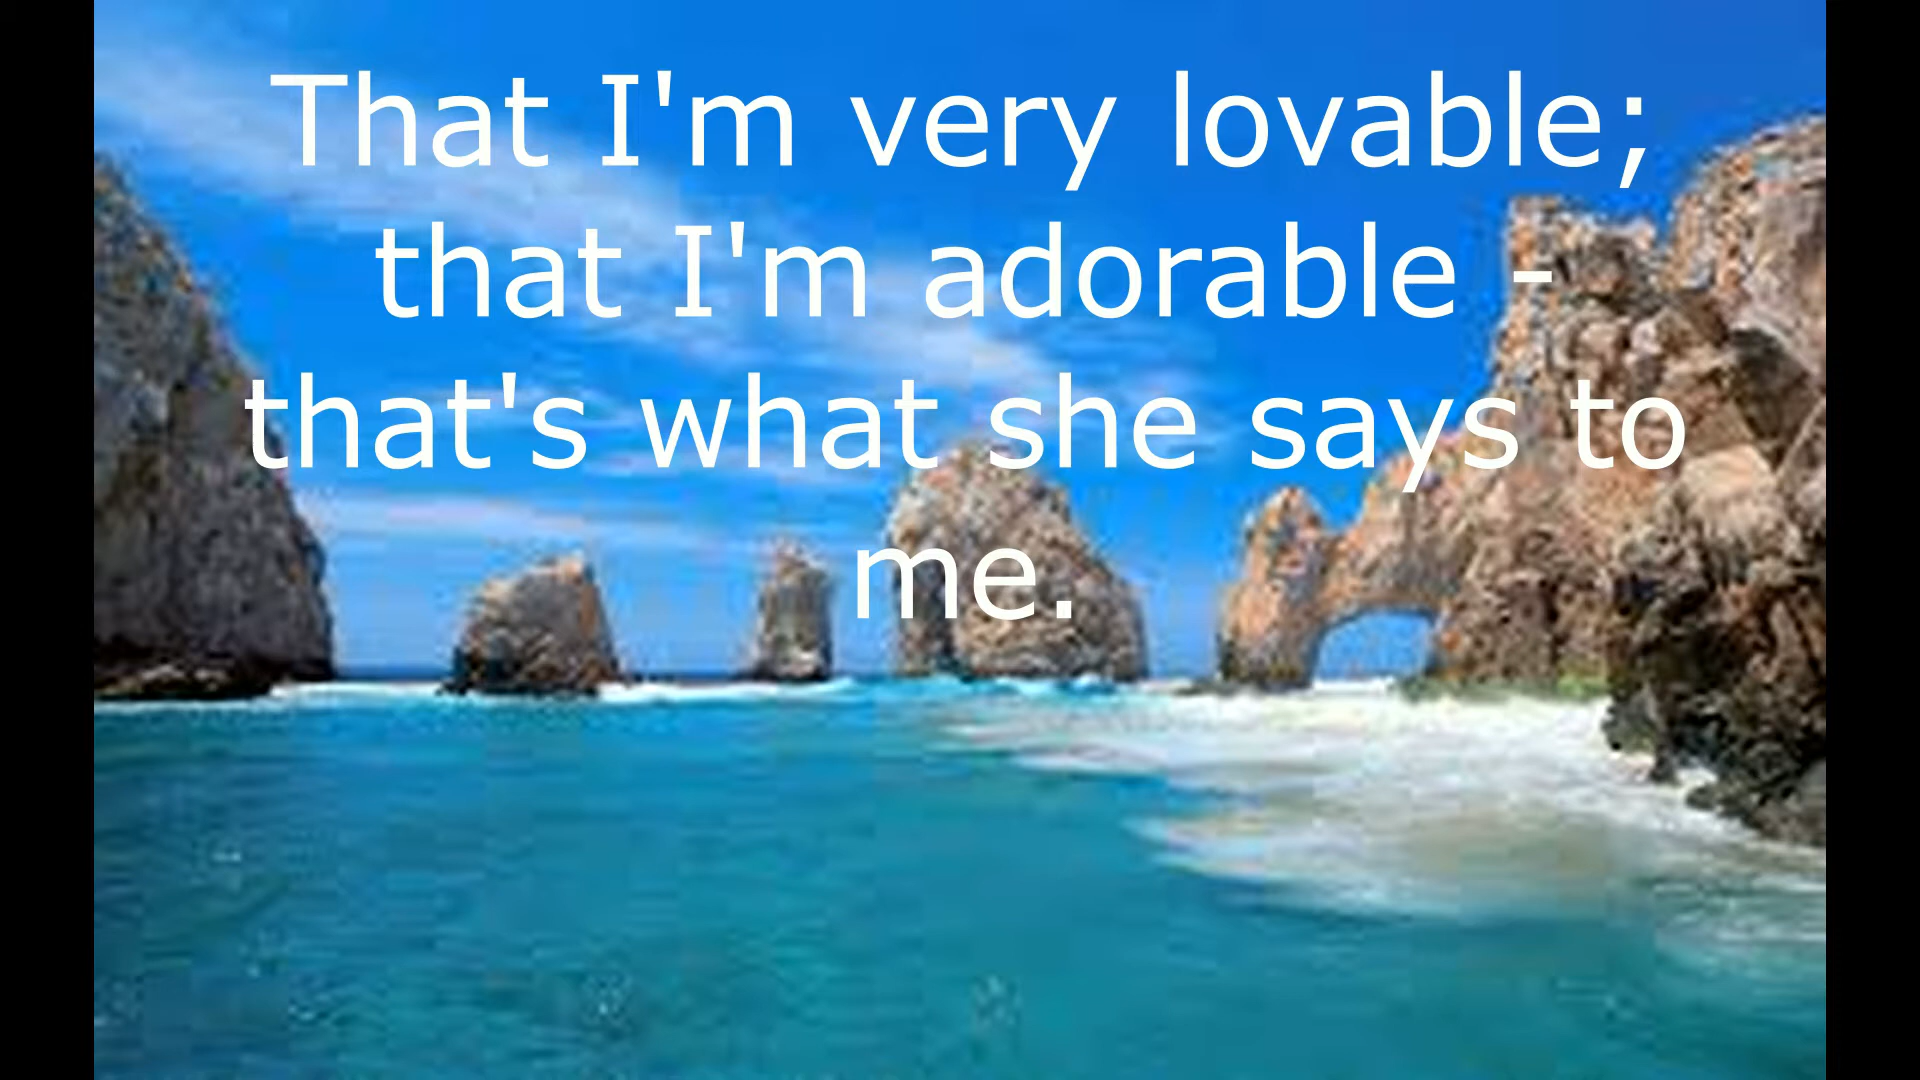 That I'm very lovable;
that I'm adorable -
that's what she says to
me.